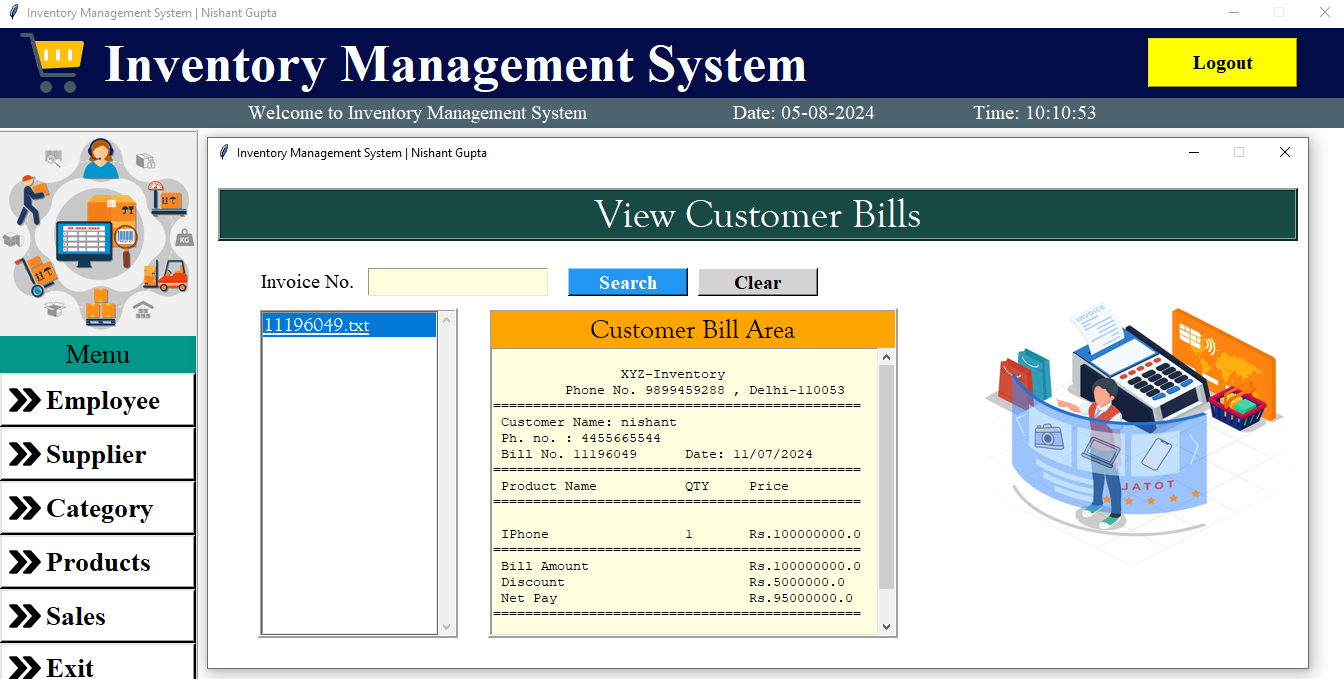 Inventory Management System | Nishant Gupta
Inventory Management System
Logout
Welcome to Inventory Management System Date: 05-08-2024 Time: 10:10:53
Inventory Management System | Nishant Gupta
View Customer Bills
Invoice No. Search Clear
11196049.txt
Customer Bill Area
XYZ-Inventory
Phone No. 9899459288 , Delhi-110053
==============================================
Customer Name: nishant
Ph. no. : 4455665544
Bill No. 11196049 Date: 11/07/2024
==============================================
Product Name QTY Price
==============================================
IPhone 1 Rs.100000000.0
==============================================
Bill Amount Rs.100000000.0
Discount Rs.5000000.0
Net Pay Rs.95000000.0
==============================================
Menu
Employee
Supplier
Category
Products
Sales
Exit
KG
INVOICE
JATOT